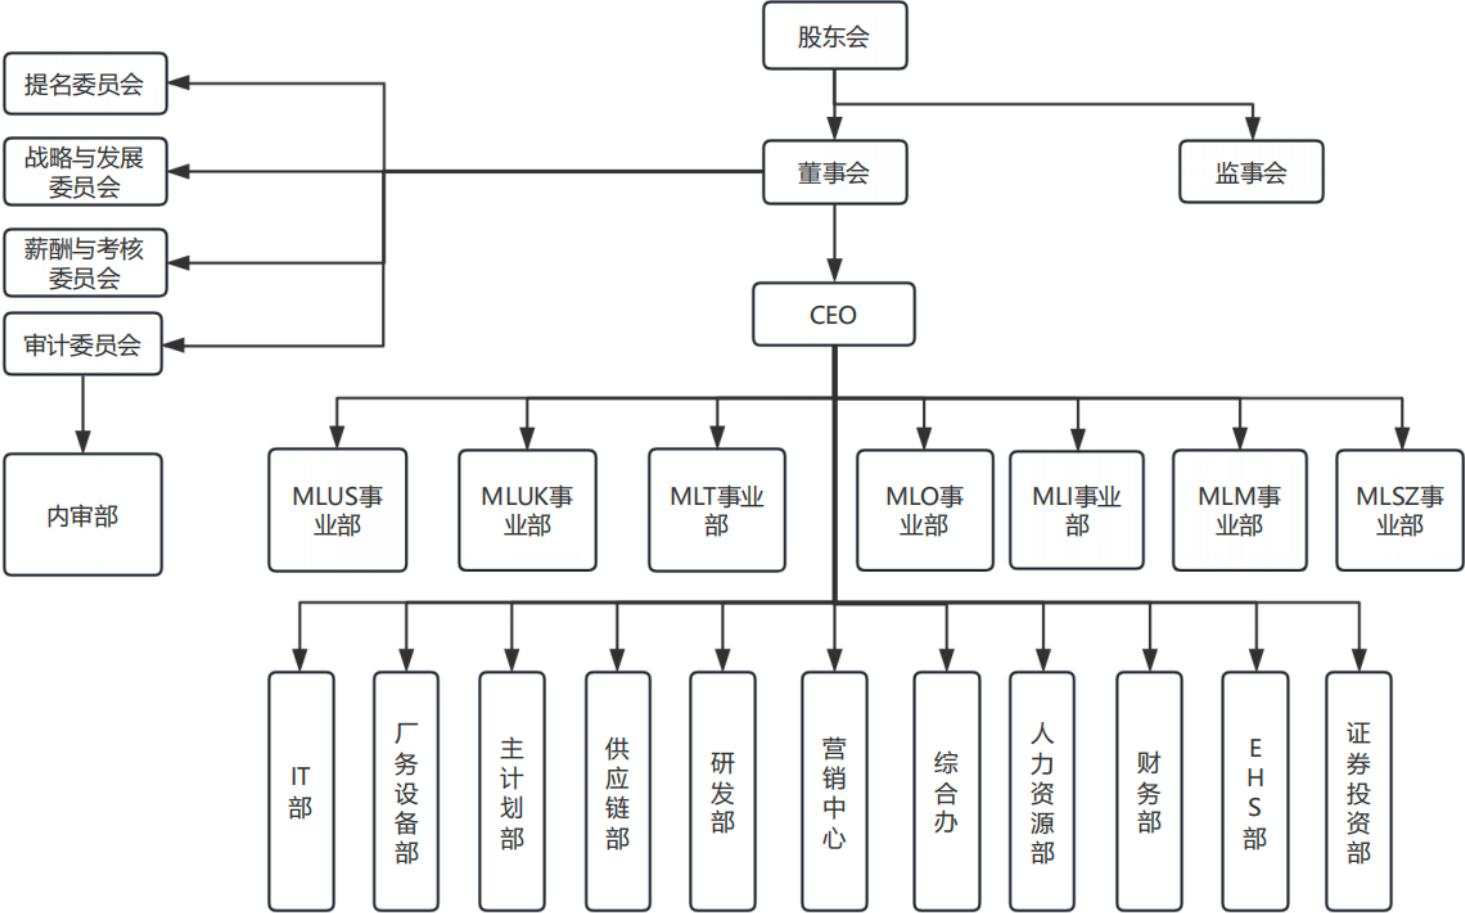 股东会
提名委员会
战略与发展
委员会
董事会
监事会
薪酬与考核
委员会
CEO
审计委员会
内审部
MLUS事
业部
MLUK事
业部
MLT事业
部
MLO事
业部
MLI事业
部
MLM事
业部
MLSZ事
业部
IT
部
厂务设备部
主计划部
供应链部
研发部
营销中心
综合办
人力资源部
财务部
EHS部
证券投资部